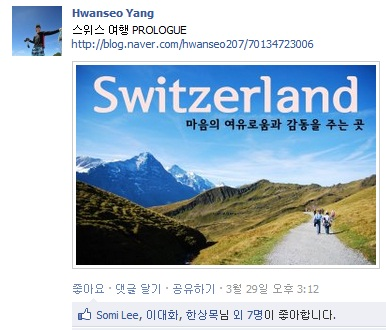 Hwanseo Yang
스위스 여행 PROLOGUE
http://blog.naver.com/hwanseo207/70134723006
Switzerland
마음의 여유로움과 감동을 주는 곳
좋아요 · 댓글 달기 · 공유하기 · 3월 29일 오후 3:12
Somi Lee, 이대화, 한상목님 외 7명이 좋아합니다.